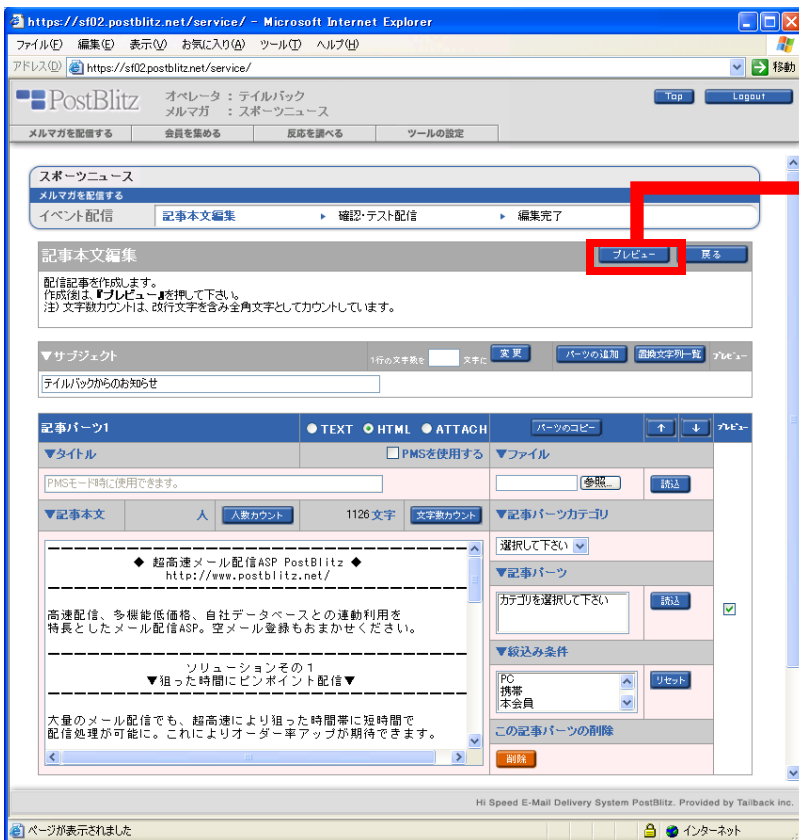 https://sf02.postblitz.net/service/ - Microsoft Internet Explorer
ファイル(F) 編集(E) 表示(V) お気に入り(A) ツール(T) ヘルプ(H)
アドレス(D) https://sf02.postblitz.net/service/ 移動
PostBlitz オペレータ : テイルバック Top Logout
メルマガ : スポーツニュース
メルマガを配信する 会員を集める 反応を調べる ツールの設定
スポーツニュース
メルマガを配信する
イベント配信 記事本文編集 確認・テスト配信 編集完了
記事本文編集 プレビュー 戻る
配信記事を作成します。
作成後は、『プレビュー』を押して下さい。
注) 文字数カウントは、改行文字を含み全角文字としてカウントしています。
▼サブジェクト 1行の文字数を 文字に 変更 パーツの追加 置換文字列一覧 プレビュー
テイルバックからのお知らせ
記事パーツ1 TEXT HTML ATTACH パーツのコピー ↑ ↓ プレビュー
▼タイトル PMSを使用する ▼ファイル
PMSモード時に使用できます。 参照... 読込
▼記事本文 人 人数カウント 1126 文字 文字数カウント ▼記事パーツカテゴリ
選択して下さい
◆ 超高速メール配信ASP PostBlitz ◆
http://www.postblitz.net/
▼記事パーツ
カテゴリを選択して下さい 読込
高速配信、多機能低価格、自社データベースとの連動利用を
特長としたメール配信ASP。空メール登録もおまかせください。
▼絞込み条件
ソリューションその1
▼狙った時間にピンポイント配信▼
PC リセット
携帯
本会員
大量のメール配信でも、超高速により狙った時間帯に短時間で
配信処理が可能に。これによりオーダー率アップが期待できます。
この記事パーツの削除
削除
Hi Speed E-Mail Delivery System PostBlitz. Provided by Tailback inc.
ページが表示されました インターネット